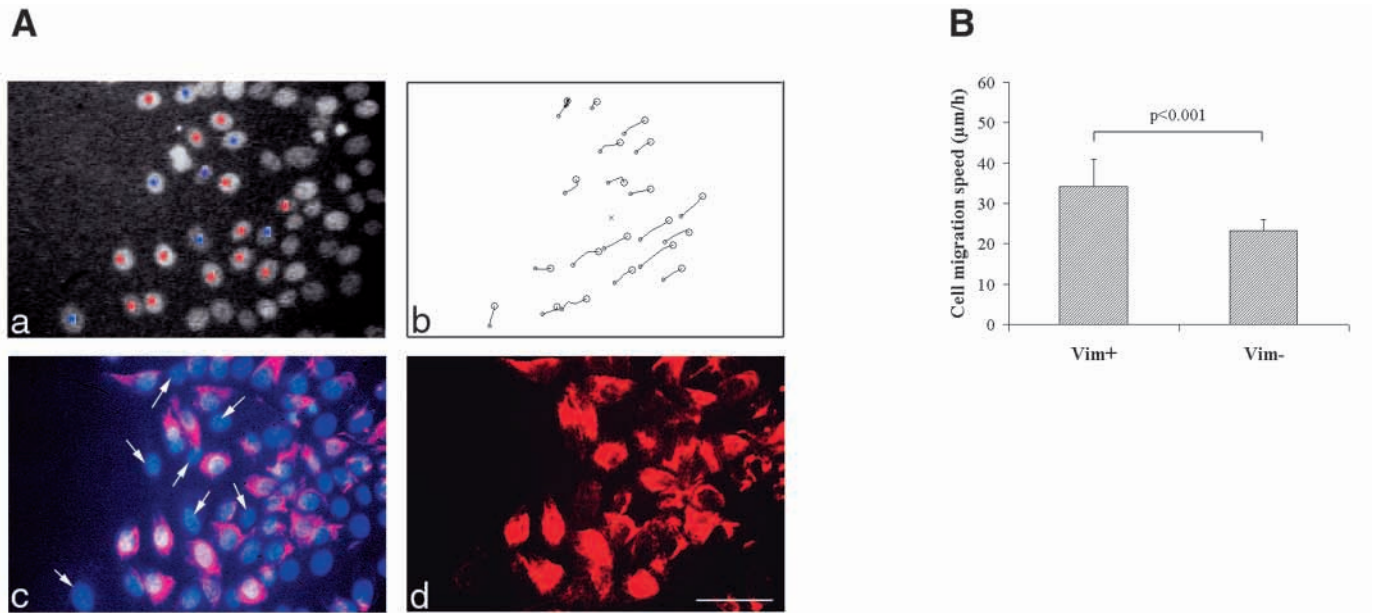 A
B
a
b
c
d
60
50
40
30
20
10
0
Cell migration speed (µm/h)
p<0.001
Vim+
Vim-